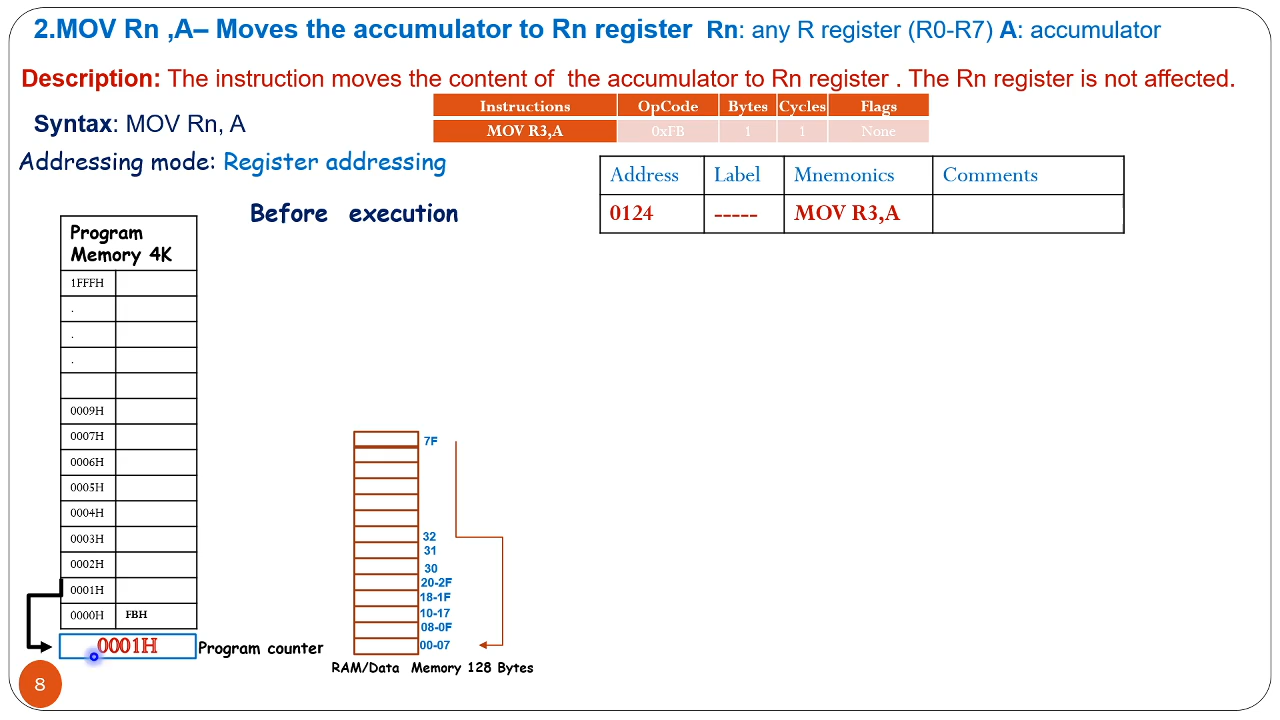 2.MOV Rn ,A– Moves the accumulator to Rn register Rn: any R register (R0-R7) A: accumulator
Description: The instruction moves the content of the accumulator to Rn register . The Rn register is not affected.
Syntax: MOV Rn, A
Instructions OpCode Bytes Cycles Flags
MOV R3,A 0xFB 1 1 None
Addressing mode: Register addressing
Address Label Mnemonics Comments
0124 ----- MOV R3,A
Before execution
Program
Memory 4K
1FFFH
.
.
.
0009H
0007H
0006H
0005H
0004H
0003H
0002H
0001H
0000H FBH
0001H Program counter
7F
32
31
30
20-2F
18-1F
10-17
08-0F
00-07
RAM/Data Memory 128 Bytes
8